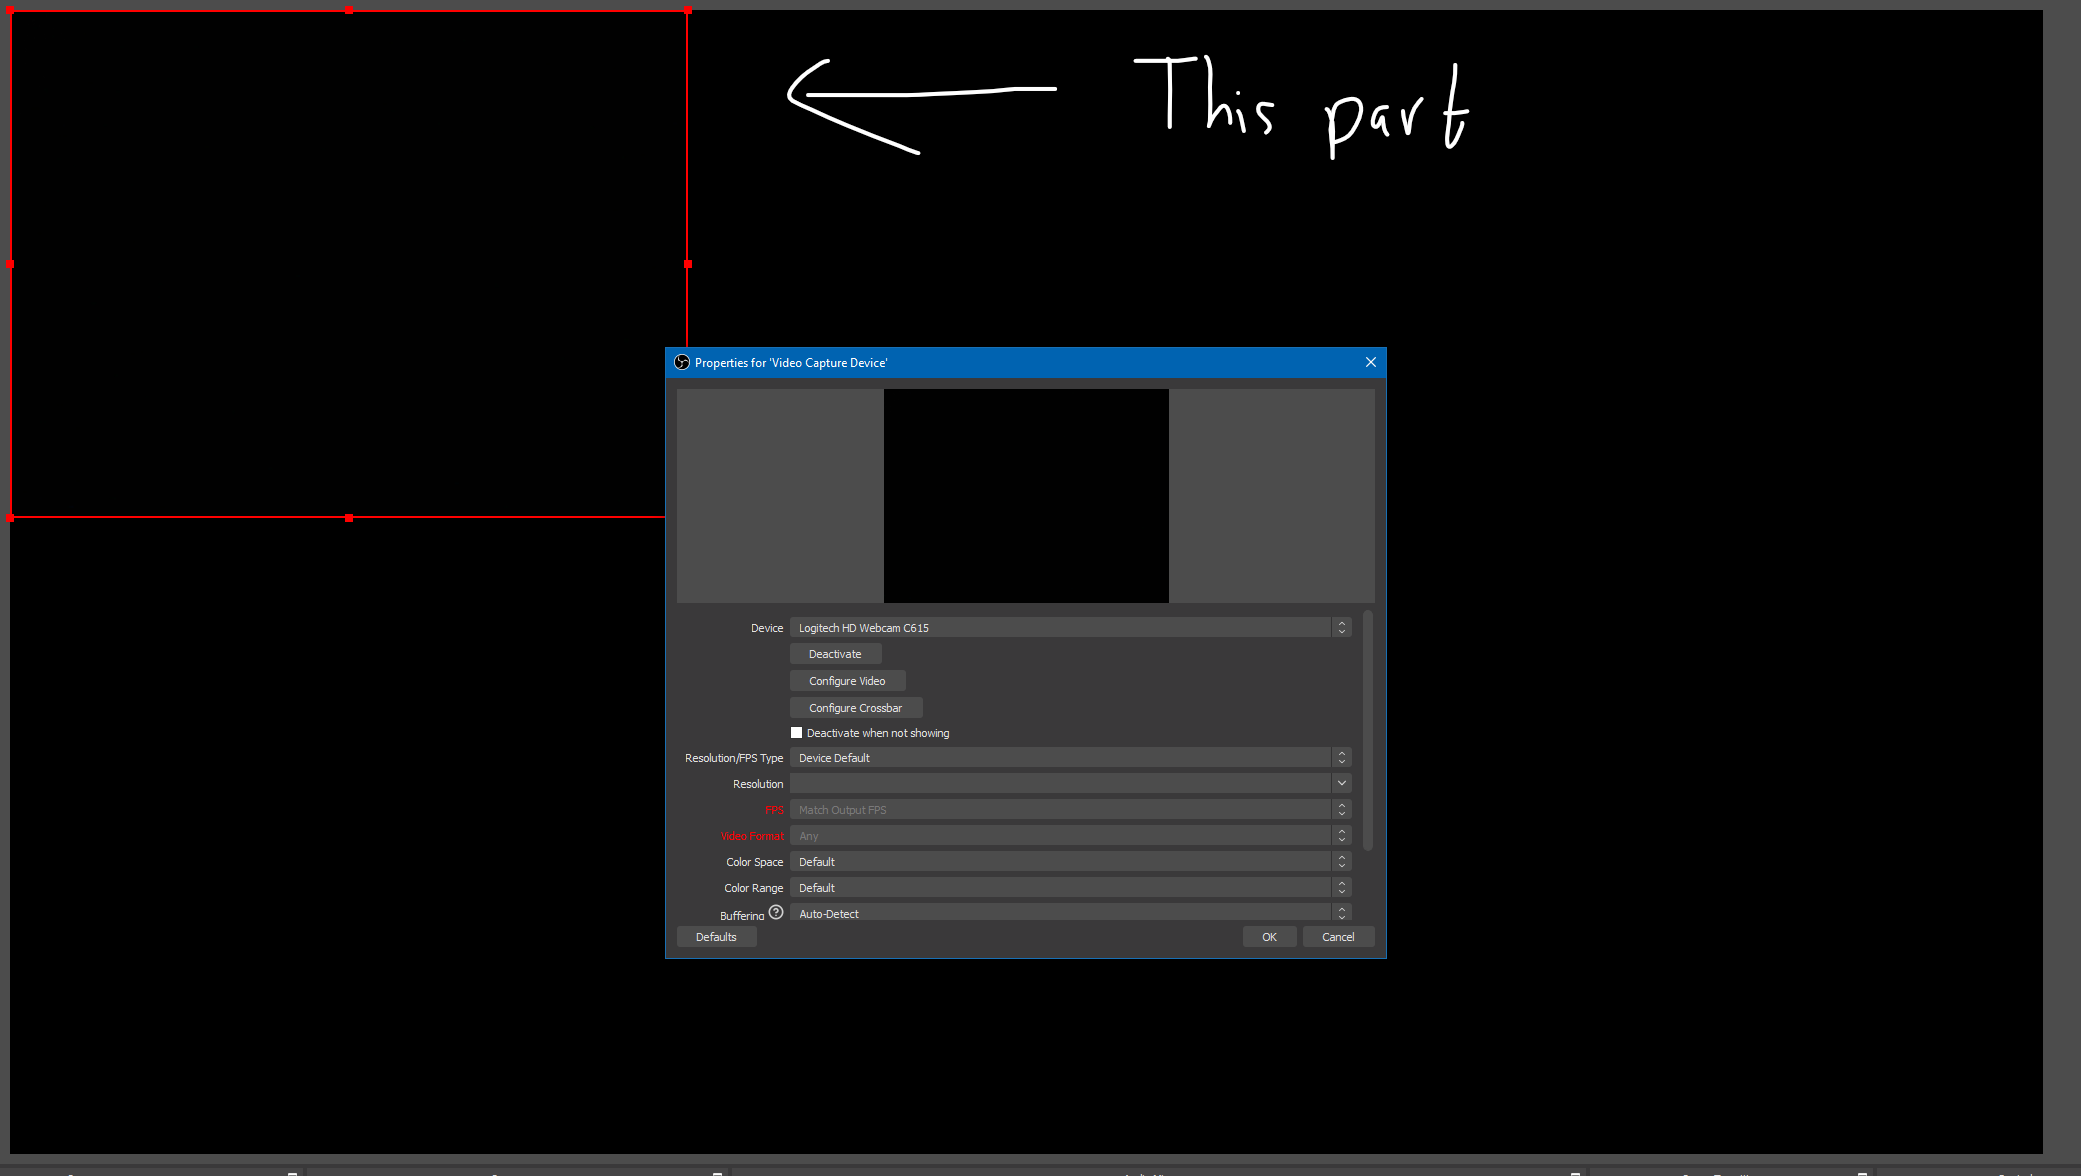 This part
Properties for 'Video Capture Device'
Device Logitech HD Webcam C615
Deactivate
Configure Video
Configure Crossbar
Deactivate when not showing
Resolution/FPS Type Device Default
Resolution
FPS Match Output FPS
Video Format Any
Color Space Default
Color Range Default
Buffering ? Auto-Detect
Defaults OK Cancel